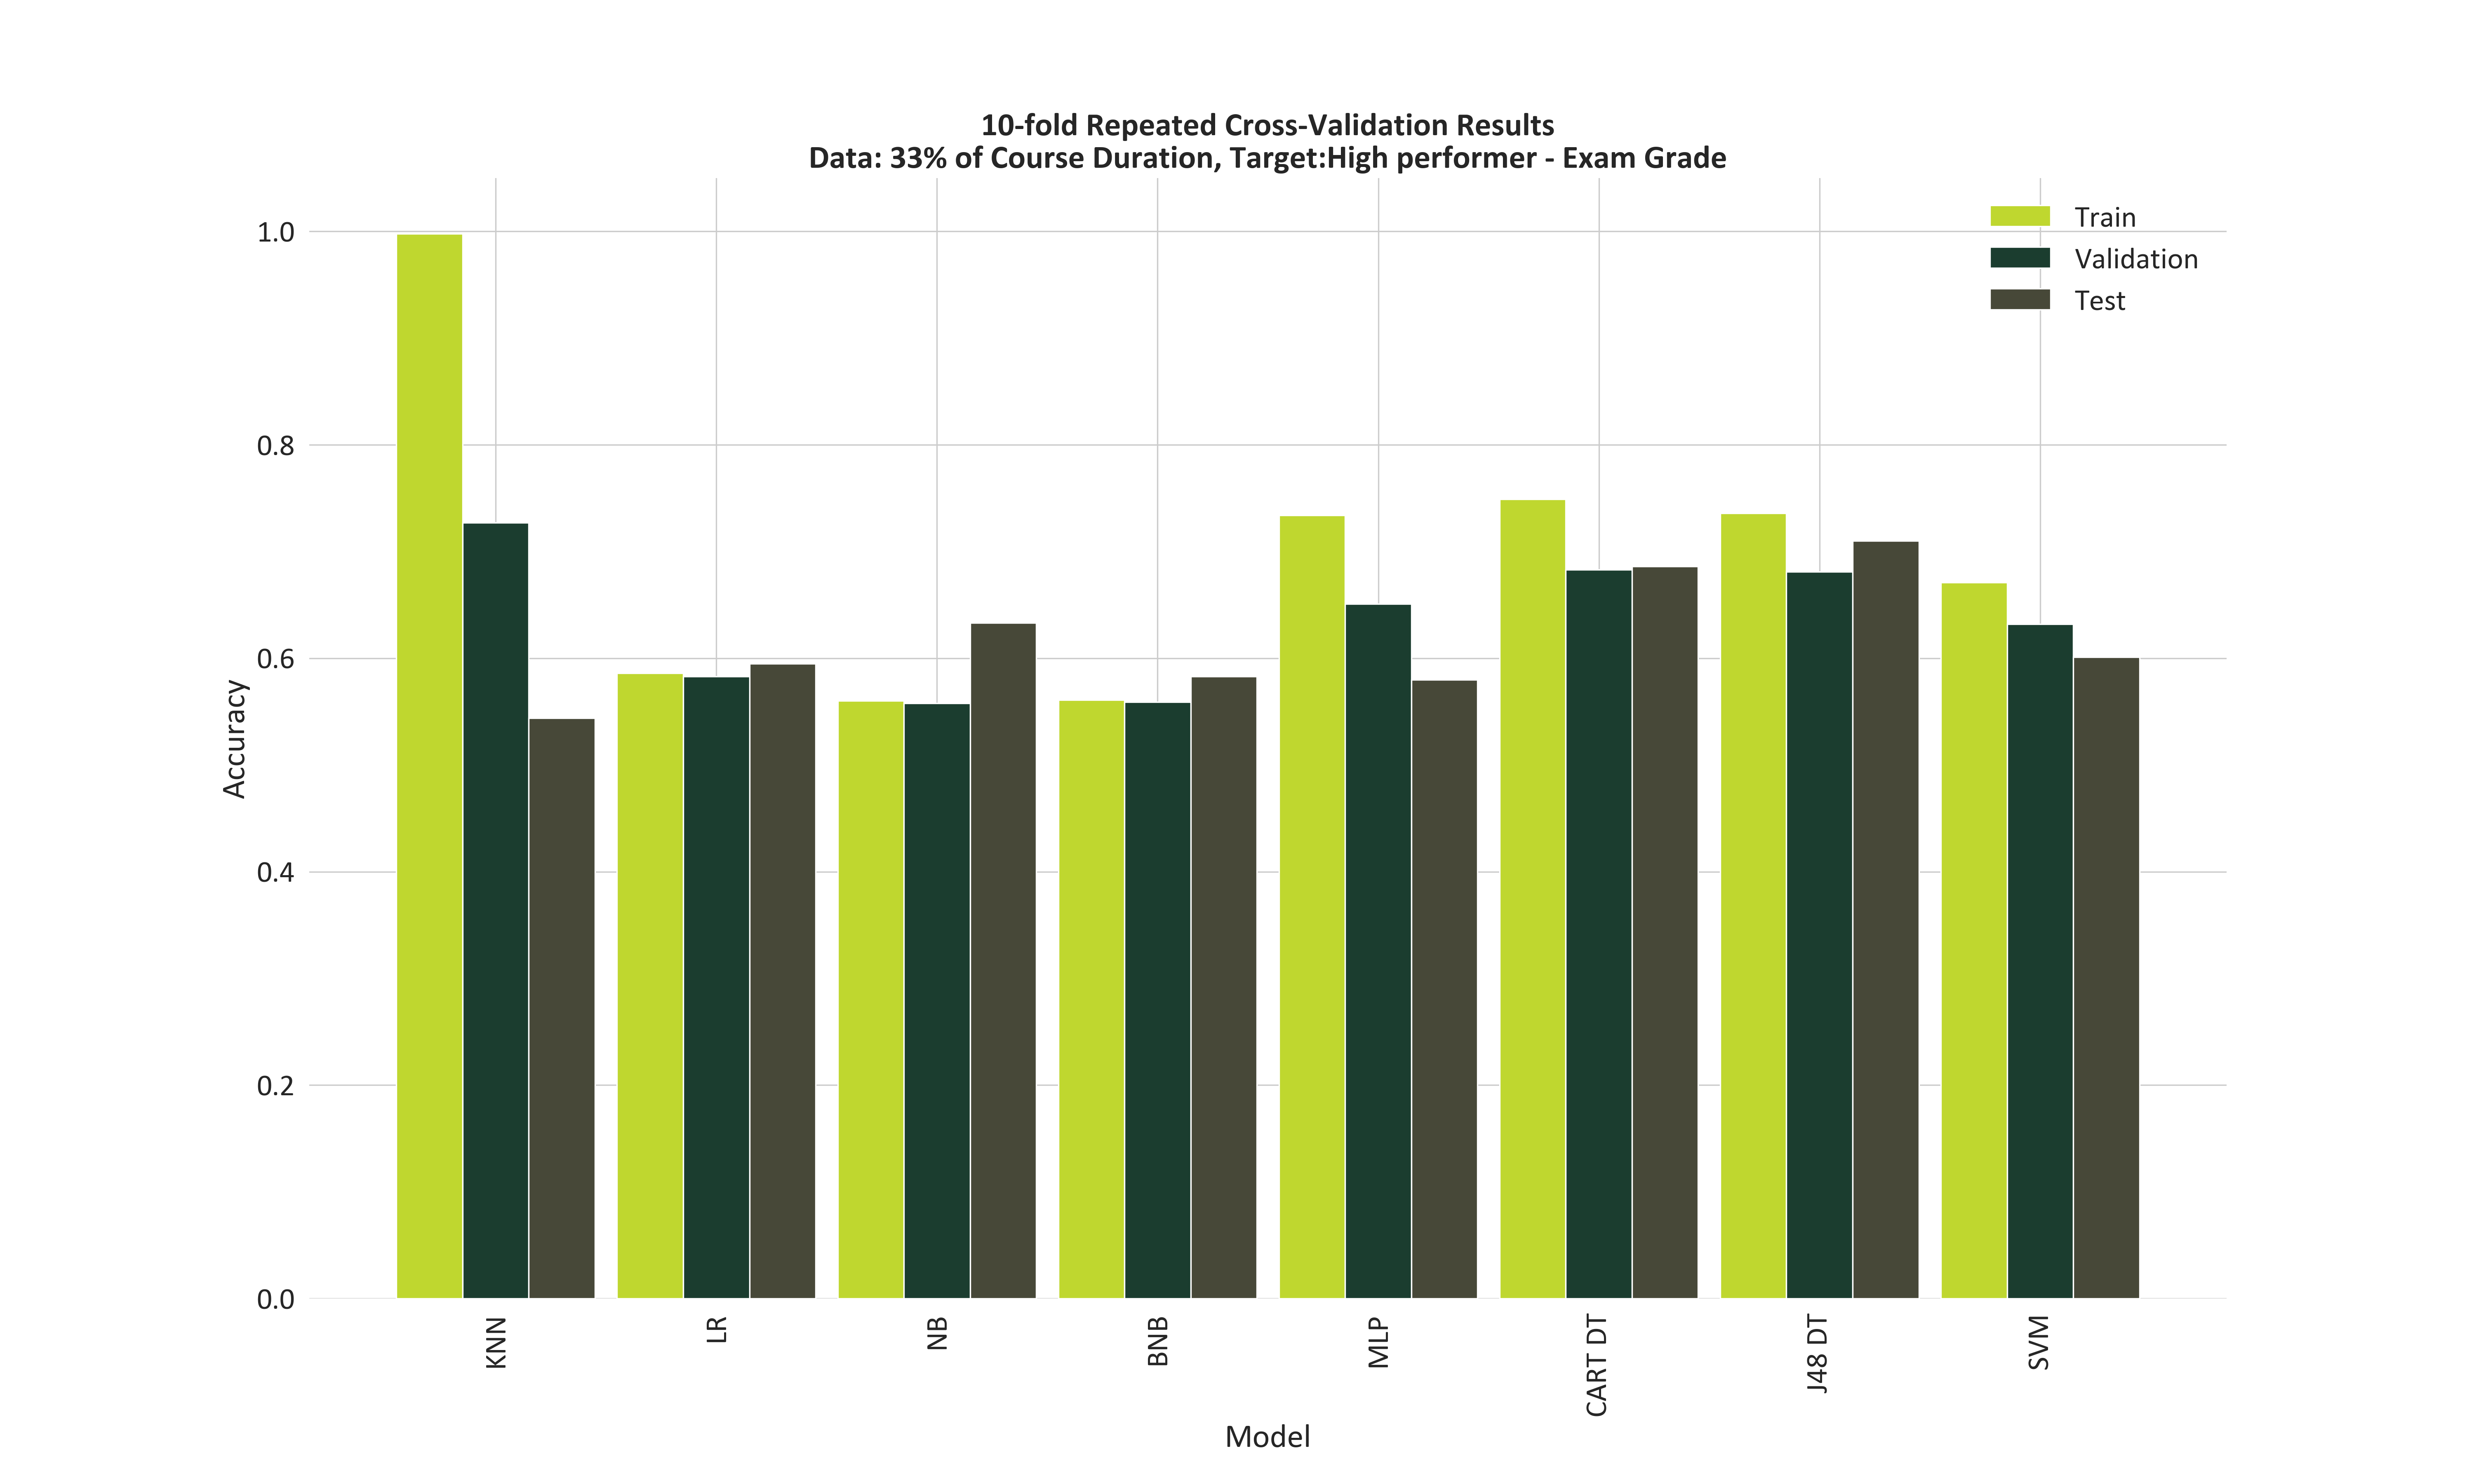 10-fold Repeated Cross-Validation Results
Data: 33% of Course Duration, Target:High performer - Exam Grade
Train
Validation
Test
Accuracy
1.0
0.8
0.6
0.4
0.2
0.0
KNN
LR
NB
BNB
MLP
CART DT
J48 DT
SVM
Model